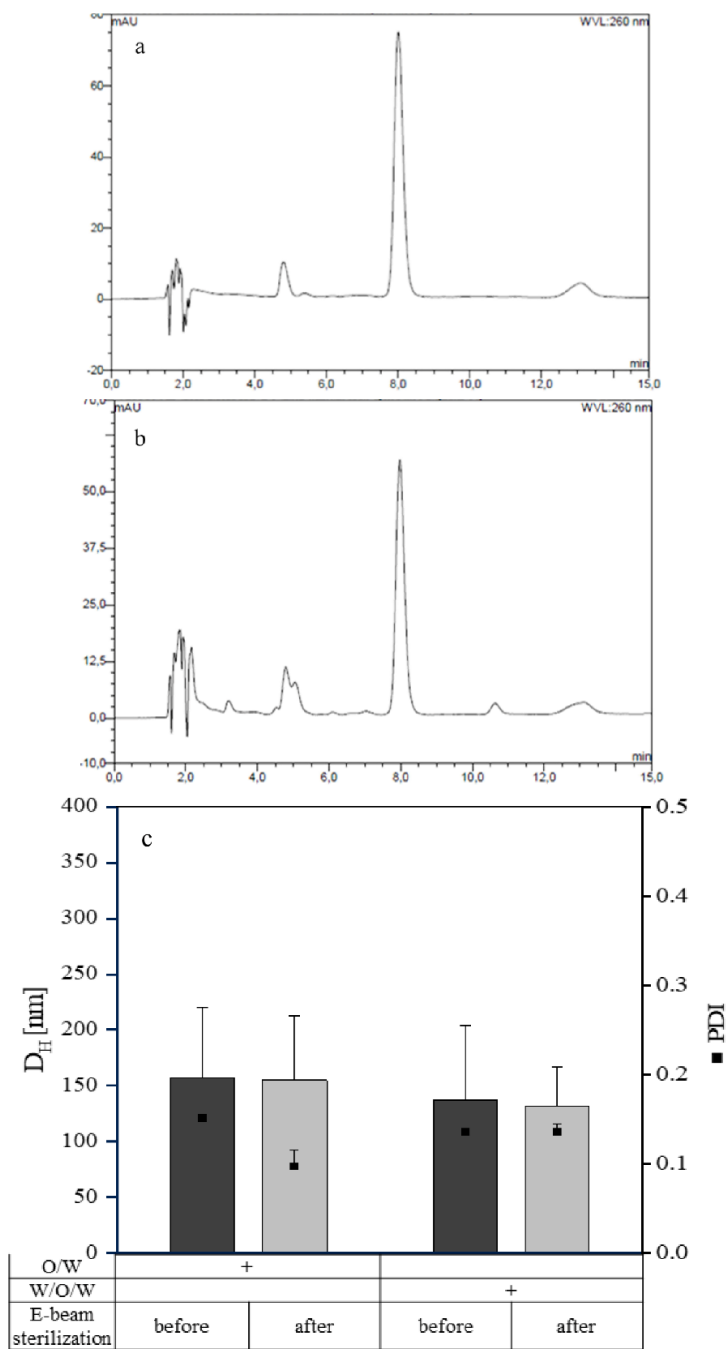 80
mAU
a
WVL:260 nm
60
40
20
0
-20
min
0,0 2,0 4,0 6,0 8,0 10,0 12,0 15,0
70,0
mAU
b
WVL:260 nm
50,0
37,5
25,0
12,5
0,0
-10,0
min
0,0 2,0 4,0 6,0 8,0 10,0 12,0 15,0
c
400
350
300
250
200
150
100
50
0
D_H [nm]
0.5
0.4
0.3
0.2
0.1
0.0
■ PDI
O/W +
W/O/W +
E-beam
sterilization before after before after